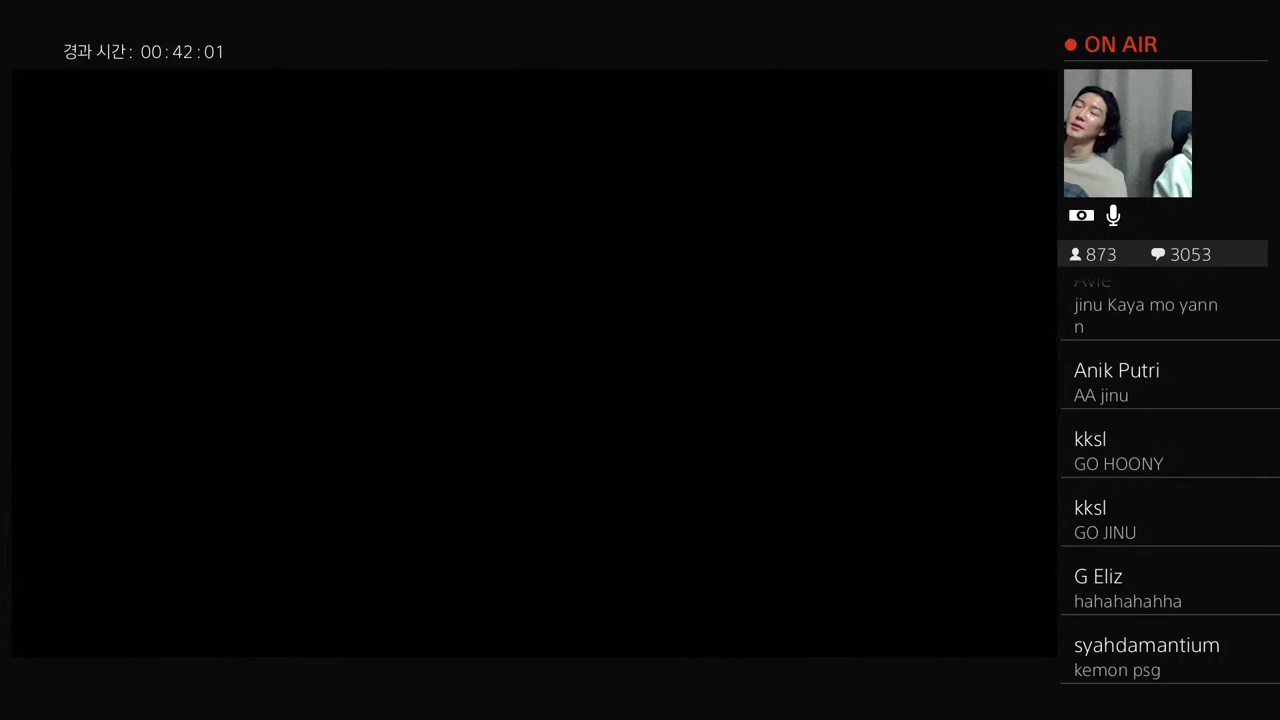 경과 시간: 00:42:01
ON AIR
873 3053
Avie
jinu Kaya mo yann
n
Anik Putri
AA jinu
kksl
GO HOONY
kksl
GO JINU
G Eliz
hahahahahha
syahdamantium
kemon psg